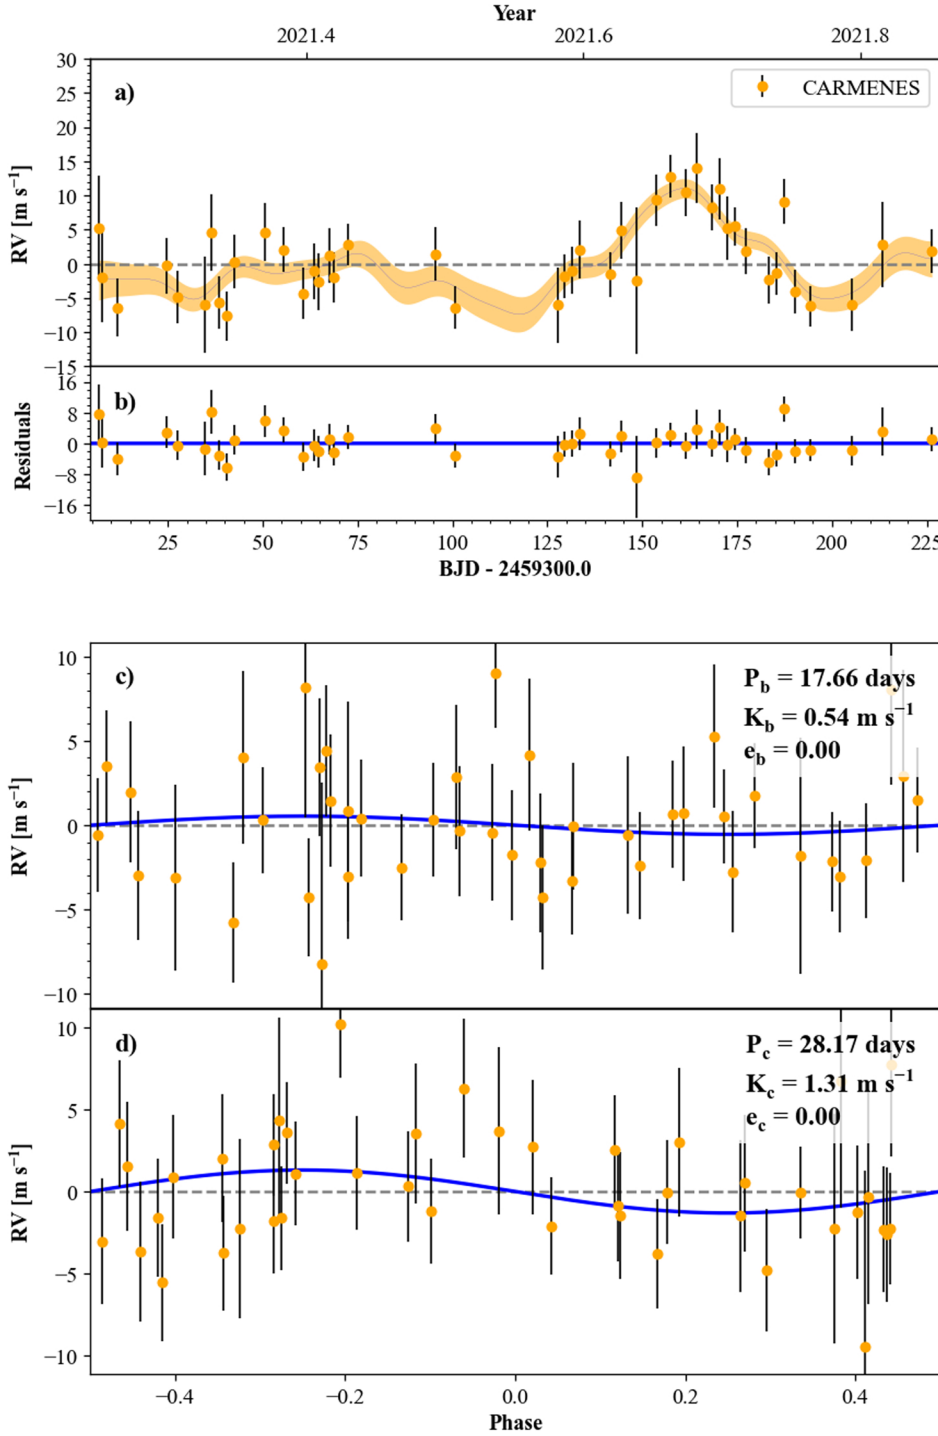 Year
2021.4 2021.6 2021.8
30
25
20
15
10
5
0
−5
−10
−15
RV [m s⁻¹]
a)
CARMENES
16
8
0
−8
−16
Residuals
b)
25 50 75 100 125 150 175 200 225
BJD - 2459300.0
10
5
0
−5
−10
RV [m s⁻¹]
c)
P_b = 17.66 days
K_b = 0.54 m s⁻¹
e_b = 0.00
10
5
0
−5
−10
RV [m s⁻¹]
d)
P_c = 28.17 days
K_c = 1.31 m s⁻¹
e_c = 0.00
−0.4 −0.2 0.0 0.2 0.4
Phase